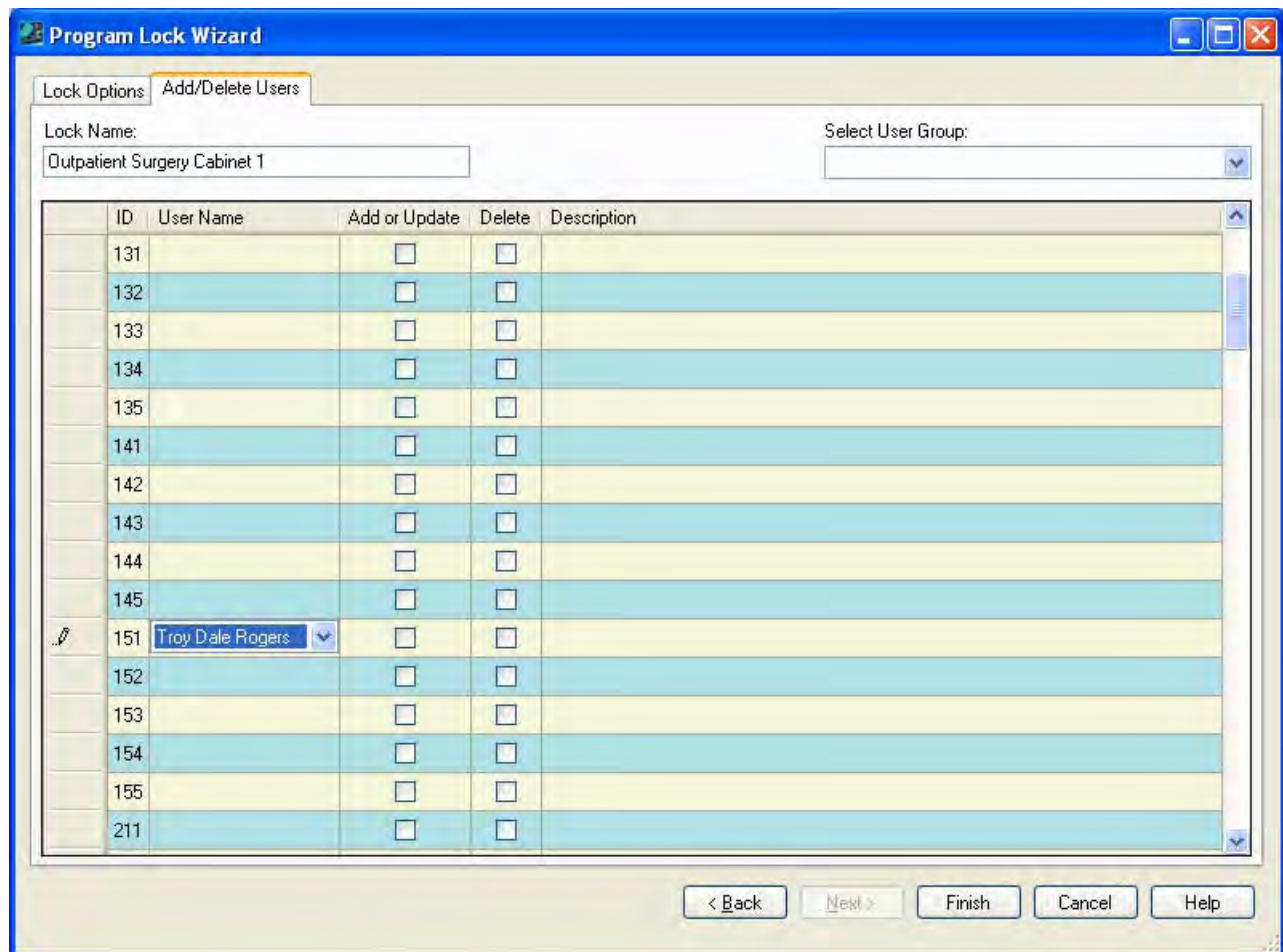 Program Lock Wizard
Lock Options Add/Delete Users
Lock Name: Select User Group:
Outpatient Surgery Cabinet 1
ID User Name Add or Update Delete Description
131
132
133
134
135
141
142
143
144
145
151 Troy Dale Rogers
152
153
154
155
211
< Back Next > Finish Cancel Help